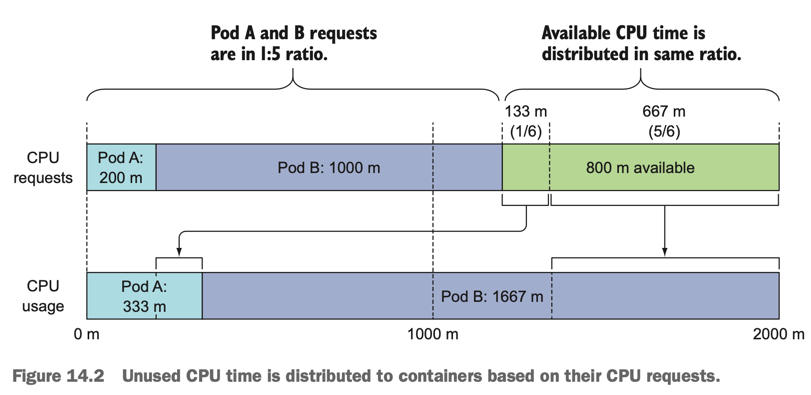 Pod A and B requests
are in 1:5 ratio.
Available CPU time is
distributed in same ratio.
133 m
(1/6)
667 m
(5/6)
CPU
requests
Pod A:
200 m
Pod B: 1000 m
800 m available
CPU
usage
Pod A:
333 m
Pod B: 1667 m
0 m
1000 m
2000 m
Figure 14.2 Unused CPU time is distributed to containers based on their CPU requests.